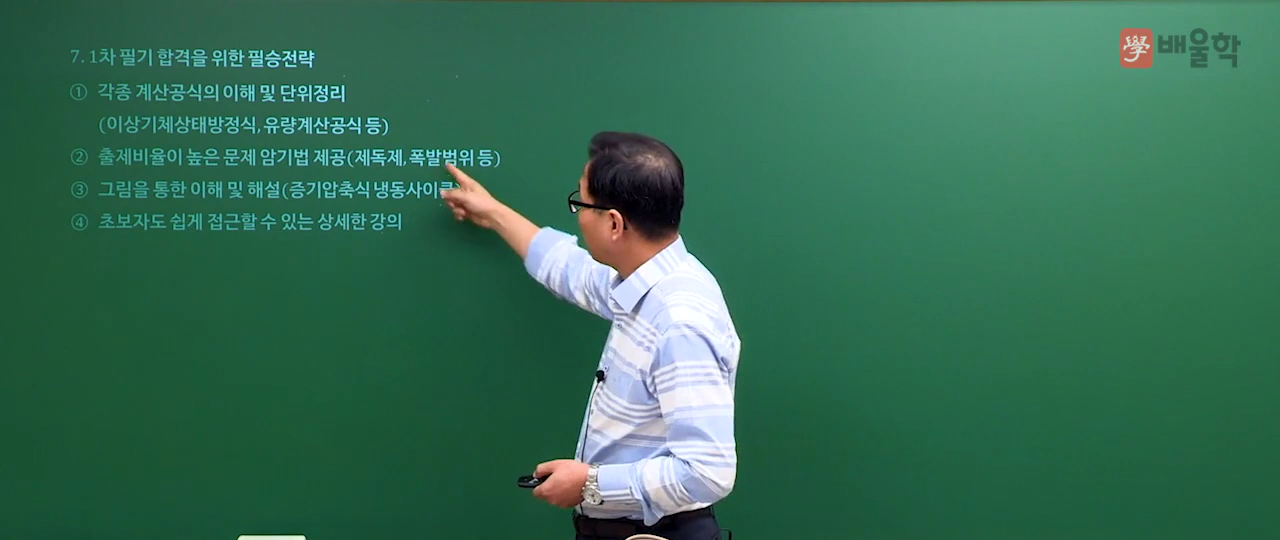 7. 1차 필기 합격을 위한 필승전략
① 각종 계산공식의 이해 및 단위정리
(이상기체상태방정식, 유량계산공식 등)
② 출제비율이 높은 문제 암기법 제공(제독제, 폭발범위 등)
③ 그림을 통한 이해 및 해설(증기압축식 냉동사이클)
④ 초보자도 쉽게 접근할 수 있는 상세한 강의
學 배울학